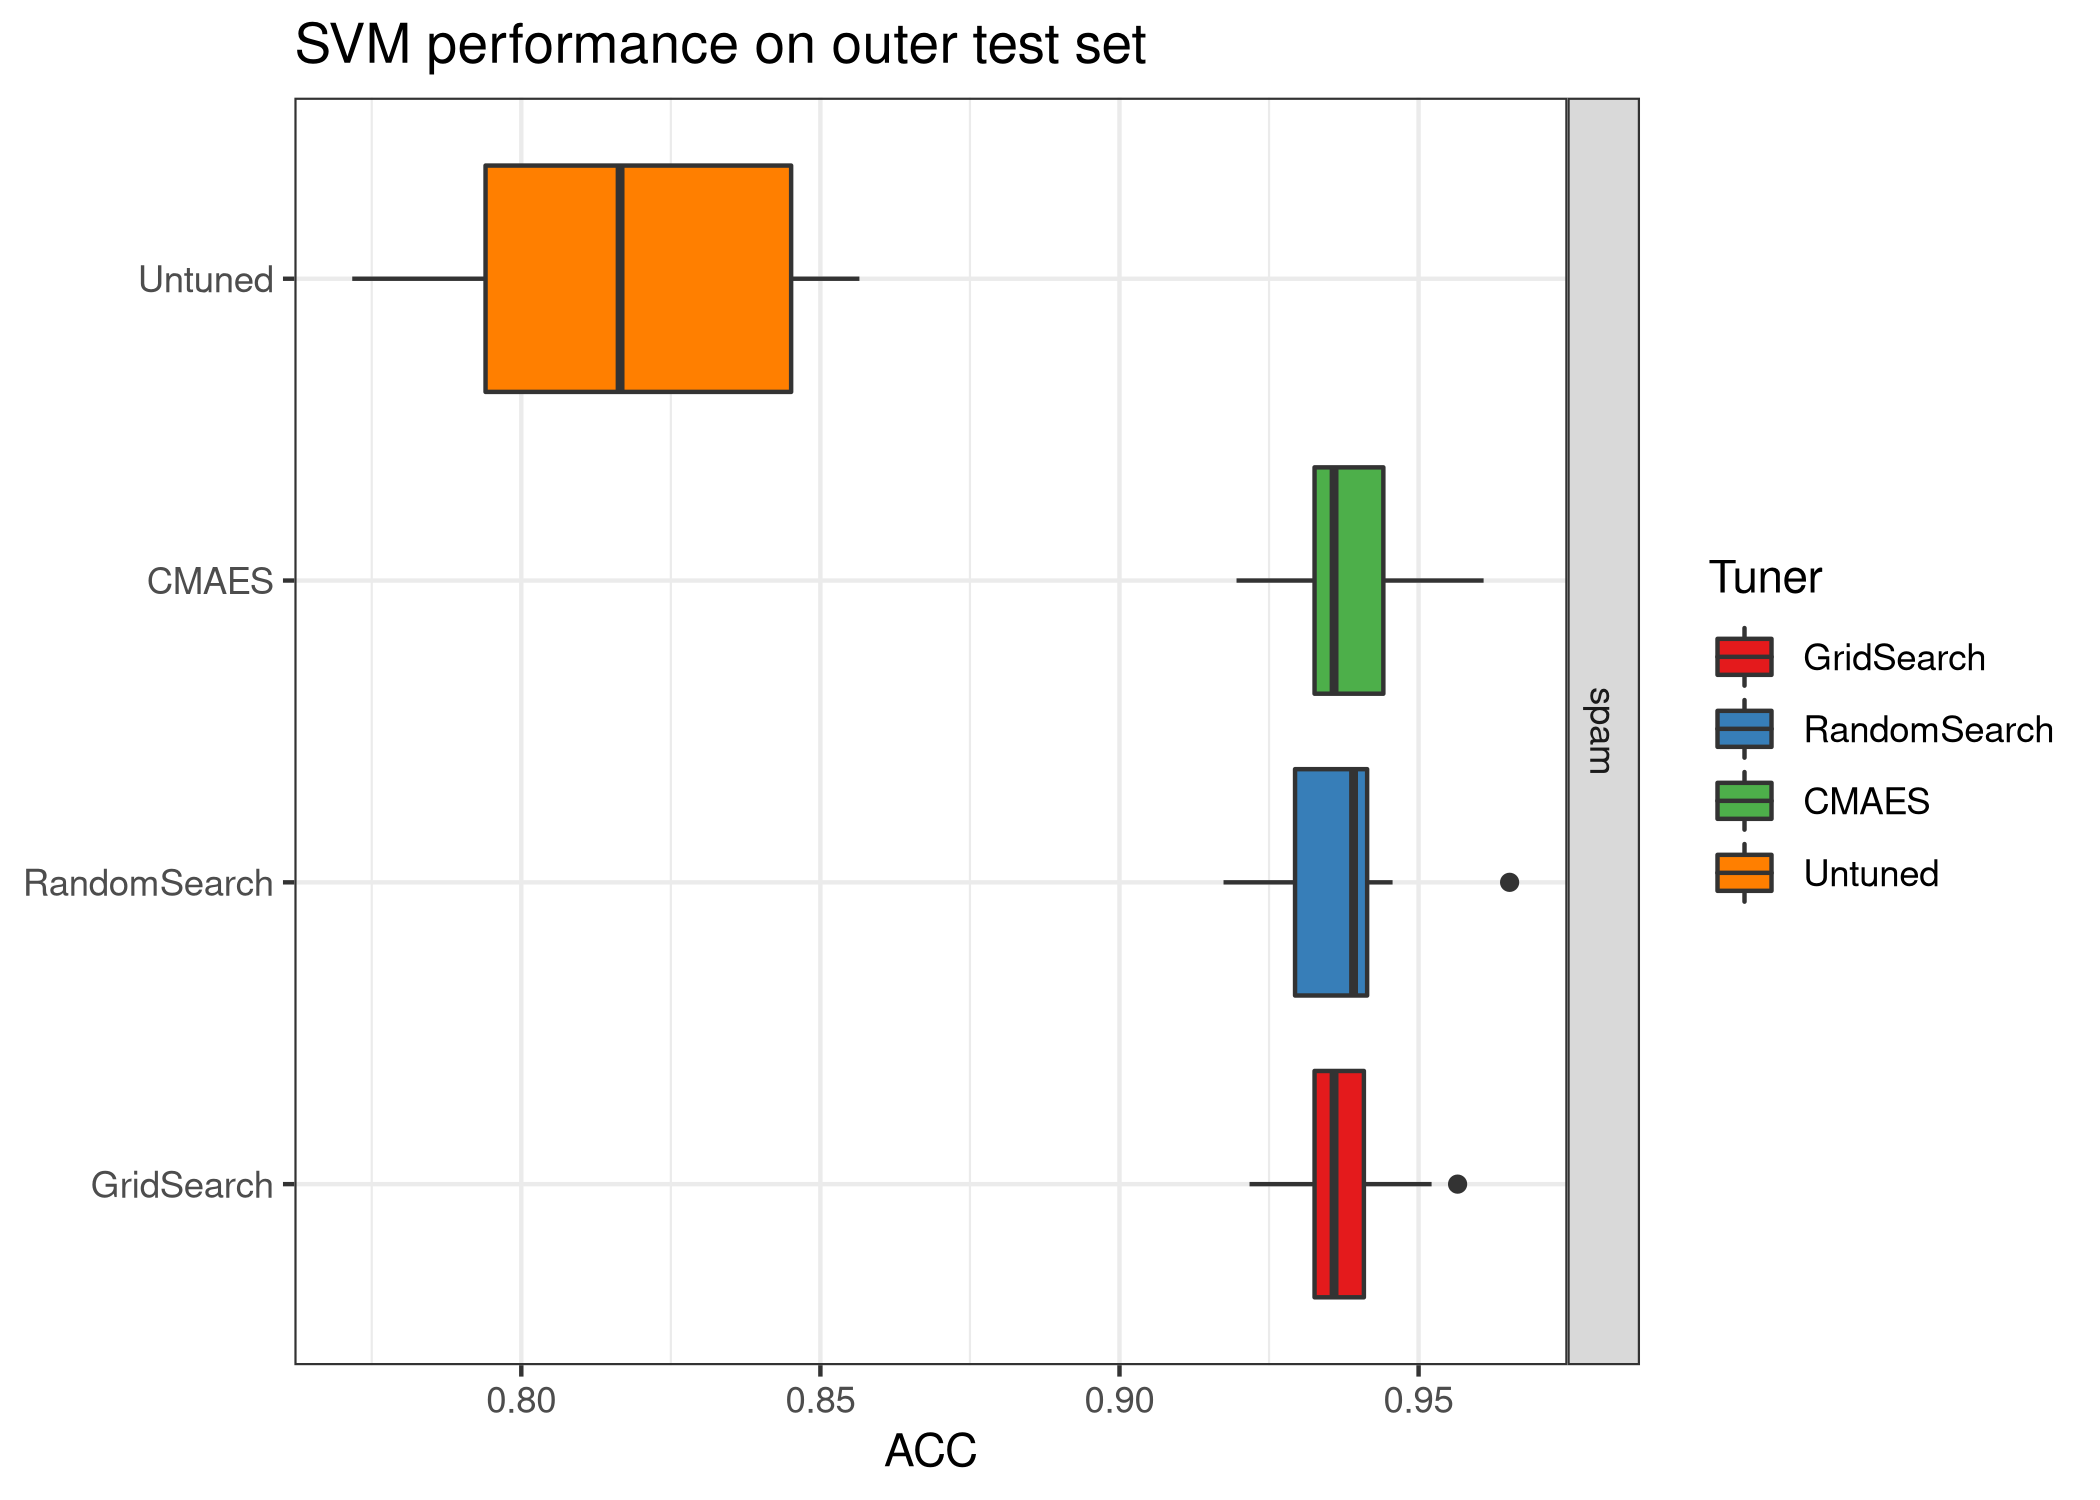 SVM performance on outer test set
Untuned
CMAES
RandomSearch
GridSearch
0.80 0.85 0.90 0.95
ACC
spam
Tuner
GridSearch
RandomSearch
CMAES
Untuned